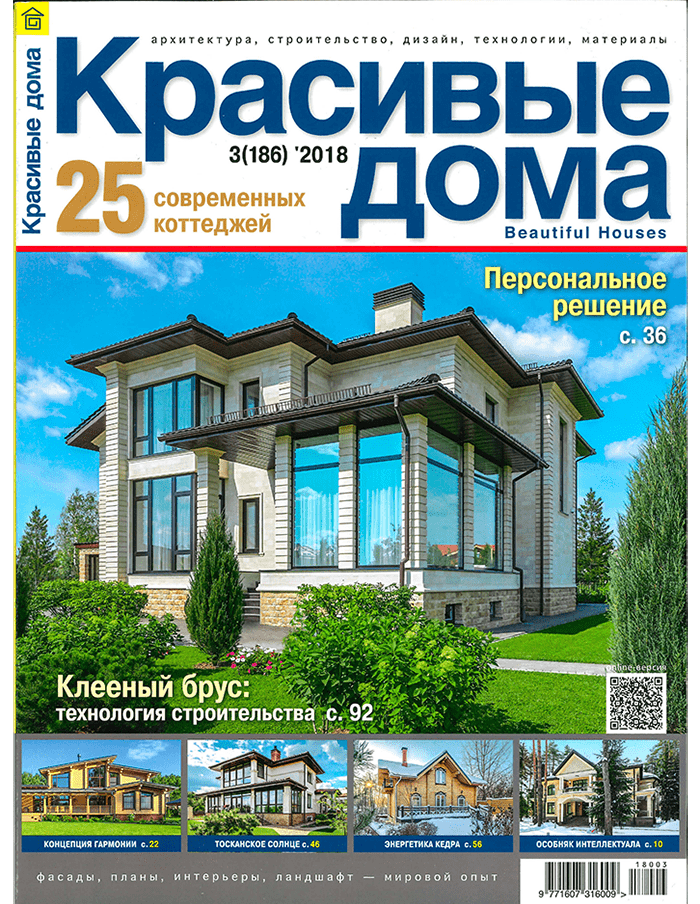 Красивые дома
архитектура, строительство, дизайн, технологии, материалы
Красивые
3(186) '2018
дома
Beautiful Houses
25 современных
коттеджей
Персональное
решение
с. 36
Клееный брус:
технология строительства с. 92
online-версия
КОНЦЕПЦИЯ ГАРМОНИИ с.22
ТОСКАНСКОЕ СОЛНЦЕ с.46
ЭНЕРГЕТИКА КЕДРА с.56
ОСОБНЯК ИНТЕЛЛЕКТУАЛА с.10
фасады, планы, интерьеры, ландшафт — мировой опыт
18003
9 771607 316009 >